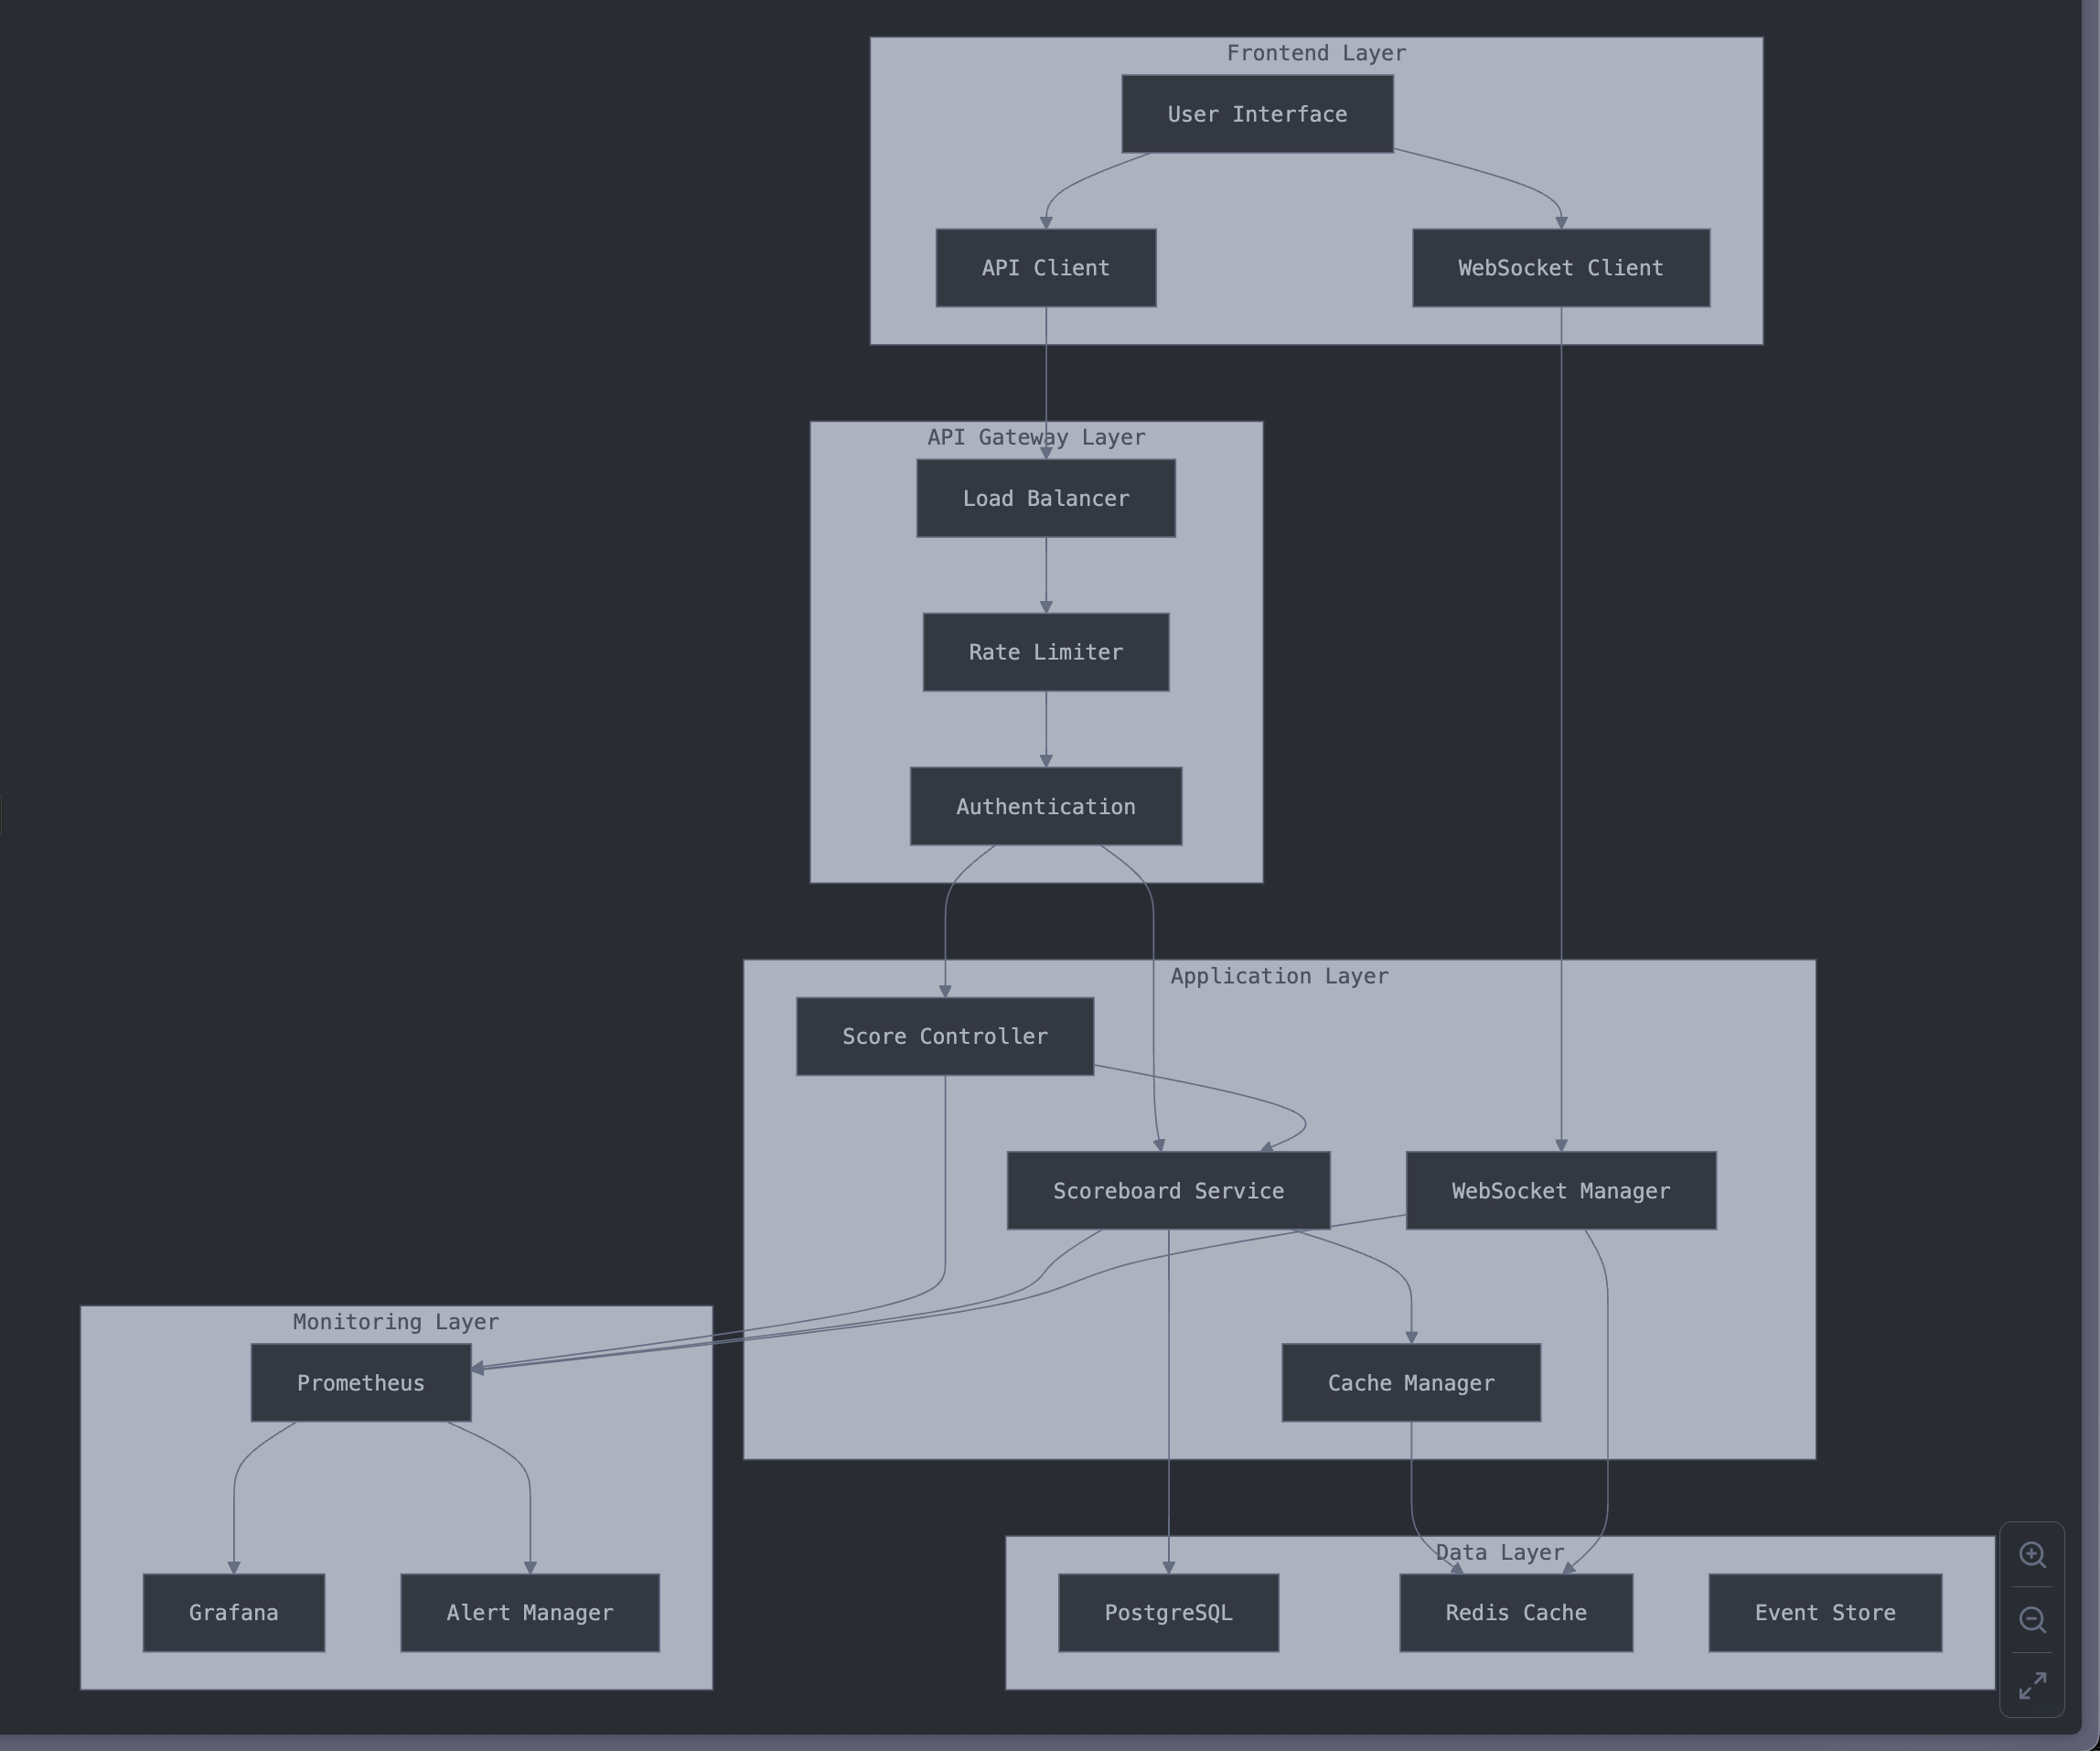 Frontend Layer
User Interface
API Client
WebSocket Client
API Gateway Layer
Load Balancer
Rate Limiter
Authentication
Application Layer
Score Controller
Scoreboard Service
WebSocket Manager
Cache Manager
Monitoring Layer
Prometheus
Grafana
Alert Manager
Data Layer
PostgreSQL
Redis Cache
Event Store